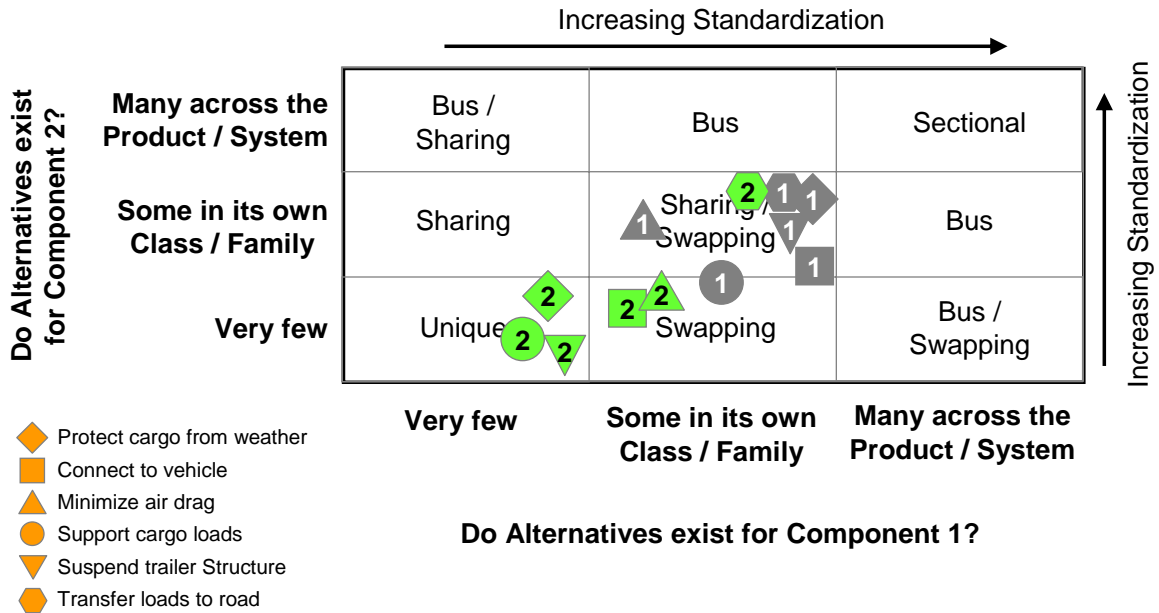 Increasing Standardization
Do Alternatives exist
for Component 2?
Increasing Standardization
Many across the
Product / System
Bus /
Sharing
Bus
Sectional
Some in its own
Class / Family
Sharing
Sharing /
Swapping
Bus
1
2
1
1
1
1
Very few
Unique
Swapping
Bus /
Swapping
2
2
2
2
2
1
Very few
Some in its own
Class / Family
Many across the
Product / System
Do Alternatives exist for Component 1?
Protect cargo from weather
Connect to vehicle
Minimize air drag
Support cargo loads
Suspend trailer Structure
Transfer loads to road